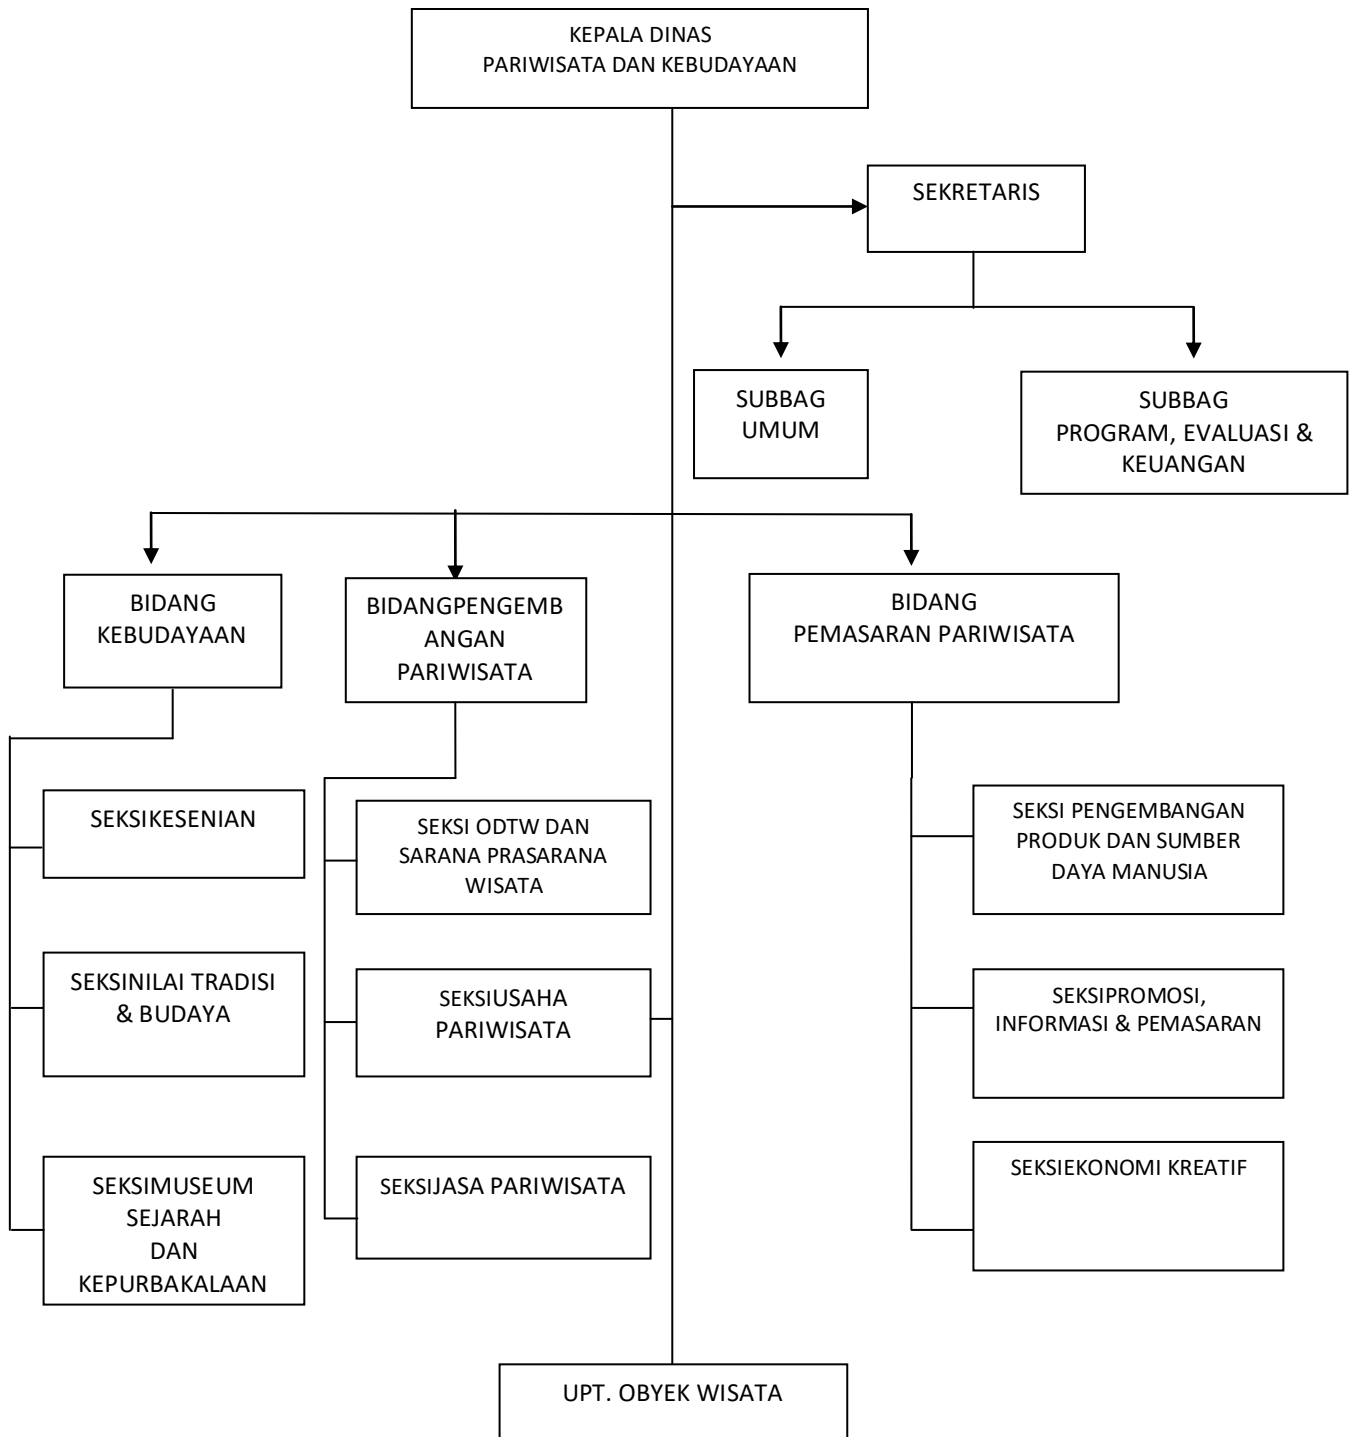 KEPALA DINAS
PARIWISATA DAN KEBUDAYAAN
SEKRETARIS
SUBBAG
UMUM
SUBBAG
PROGRAM, EVALUASI &
KEUANGAN
BIDANG
KEBUDAYAAN
BIDANGPENGEMB
ANGAN
PARIWISATA
BIDANG
PEMASARAN PARIWISATA
SEKSIKESENIAN
SEKSI ODTW DAN
SARANA PRASARANA
WISATA
SEKSI PENGEMBANGAN
PRODUK DAN SUMBER
DAYA MANUSIA
SEKSINILAI TRADISI
& BUDAYA
SEKSIUSAHA
PARIWISATA
SEKSIPROMOSI,
INFORMASI & PEMASARAN
SEKSIMUSEUM
SEJARAH
DAN
KEPURBAKALAAN
SEKSIJASA PARIWISATA
SEKSIEKONOMI KREATIF
UPT. OBYEK WISATA